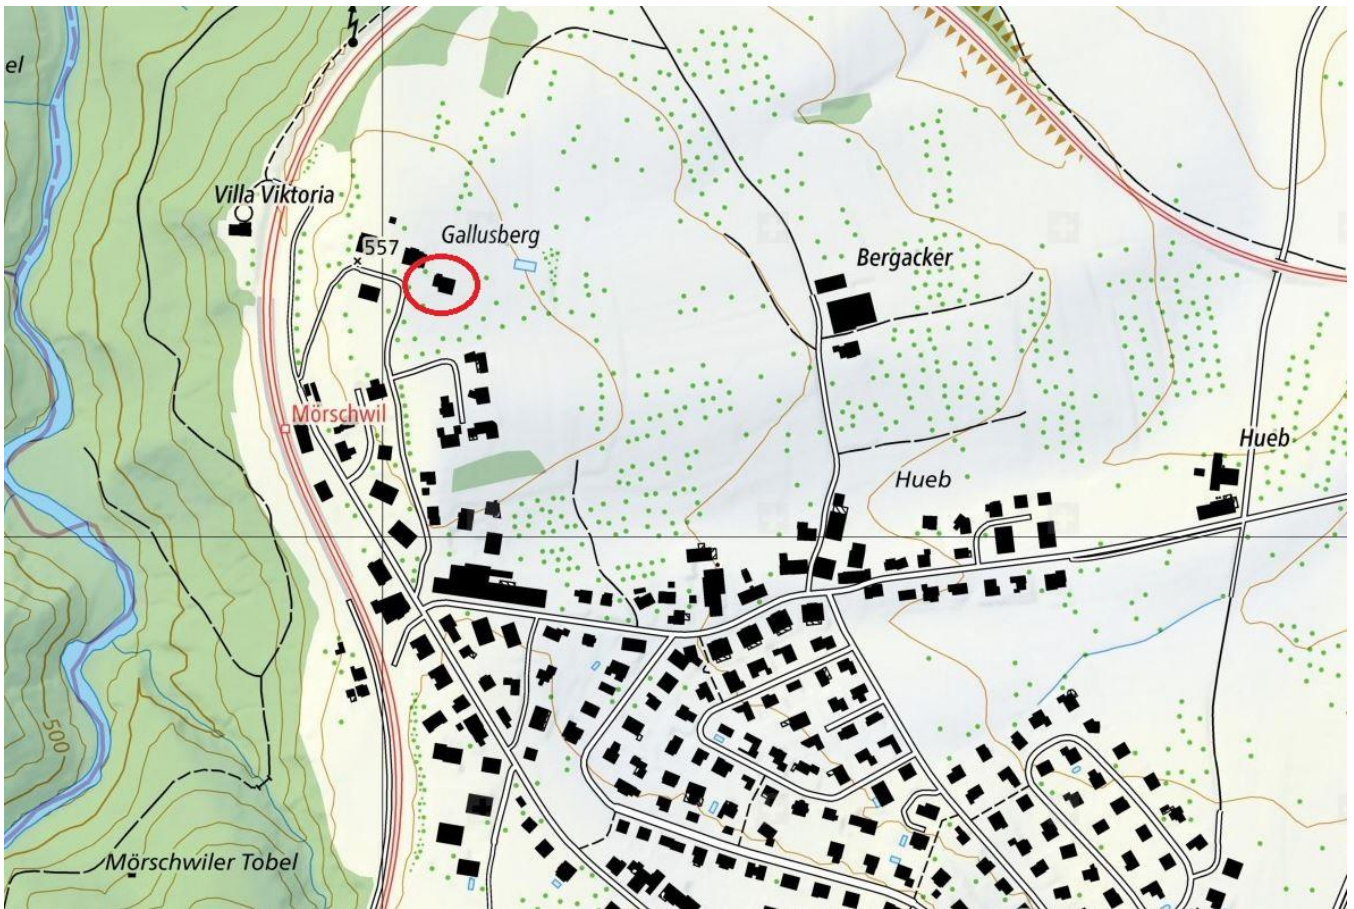 el
Villa Viktoria
557
Gallusberg
Bergacker
Mörschwil
Hueb
Hueb
500
Mörschwiler Tobel